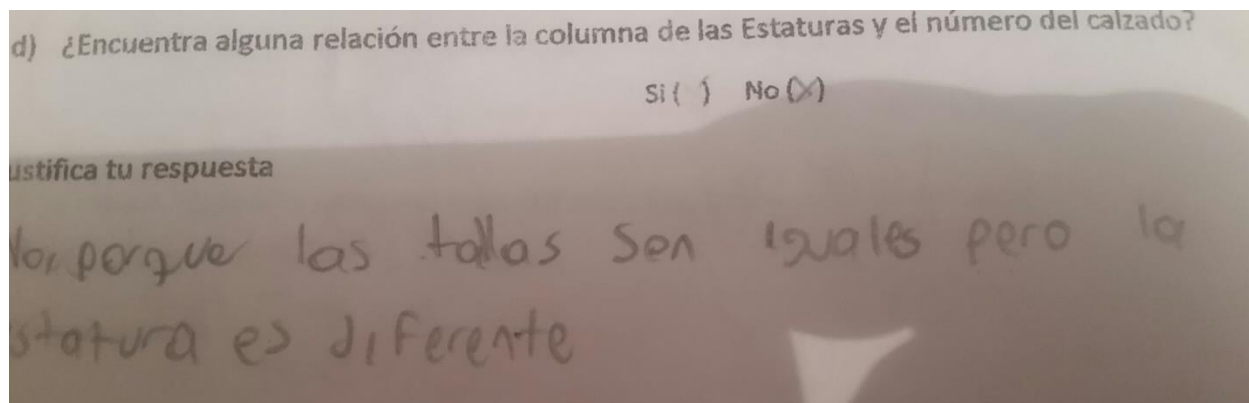 d) ¿Encuentra alguna relación entre la columna de las Estaturas y el número del calzado?
Si ( ) No (X)
ustifica tu respuesta
No, porque las tallas Son iguales pero la
statura es diferente